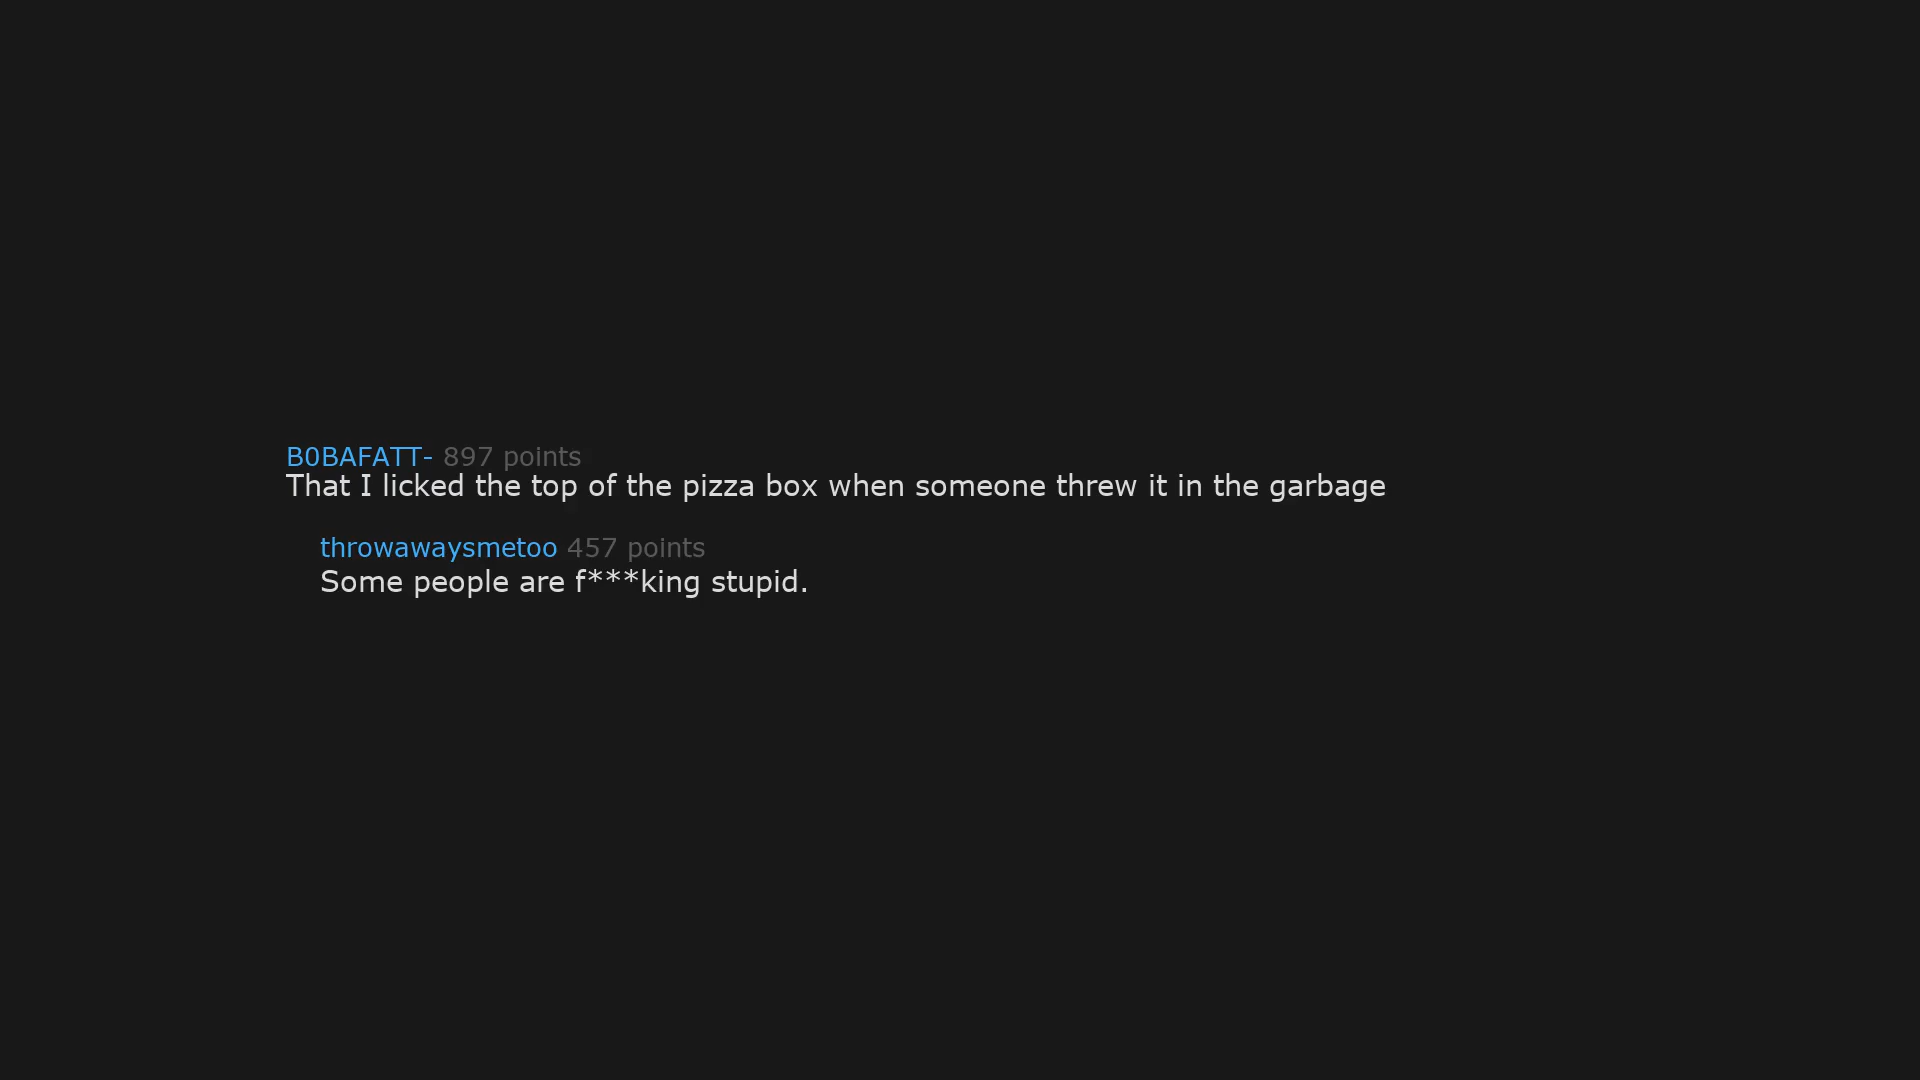 B0BAFATT- 897 points
That I licked the top of the pizza box when someone threw it in the garbage
throwawaysmetoo 457 points
Some people are f***king stupid.